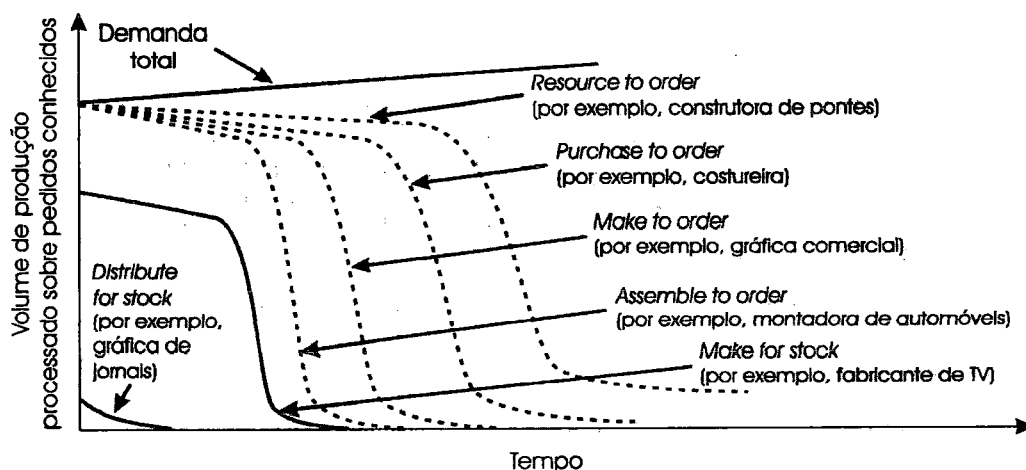 Volume de produção
processado sobre pedidos conhecidos
Demanda
total
Resource to order
(por exemplo, construtora de pontes)
Purchase to order
(por exemplo, costureira)
Make to order
(por exemplo, gráfica comercial)
Distribute
for stock
(por exemplo,
gráfica de
jornais)
Assemble to order
(por exemplo, montadora de automóveis)
Make for stock
(por exemplo, fabricante de TV)
Tempo